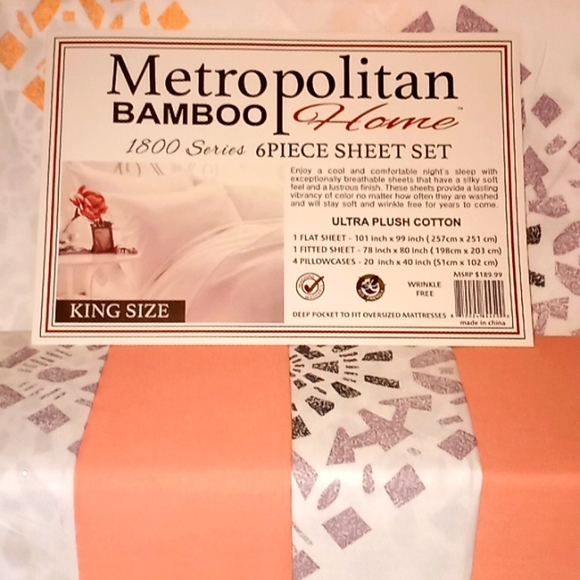 Metropolitan
BAMBOO Home™
1800 Series 6PIECE SHEET SET
Enjoy a cool and comfortable night's sleep with
exceptionally breathable sheets that have a silky soft
feel and a lustrous finish. These sheets provide a lasting
vibrancy of color no matter how often they are washed
and will stay soft and wrinkle free for years to come.
ULTRA PLUSH COTTON
1 FLAT SHEET - 101 inch x 99 inch ( 257cm x 251 cm)
1 FITTED SHEET - 78 inch x 80 inch ( 198cm x 203 cm)
4 PILLOWCASES - 20 inch x 40 inch (51cm x 102 cm)
MSRP $189.99
WRINKLE
FREE
KING SIZE
DEEP POCKET TO FIT OVERSIZED MATTRESSES
made in china